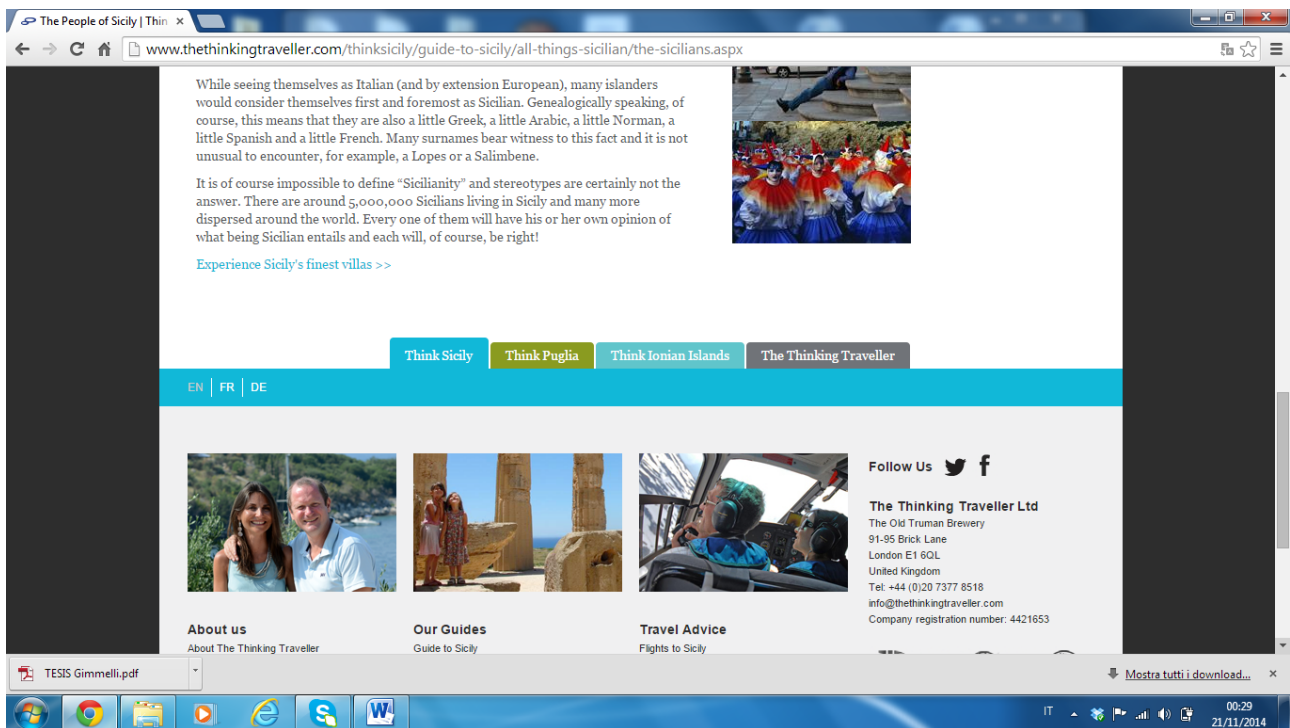 The People of Sicily | Thin
www.thethinkingtraveller.com/thinksicily/guide-to-sicily/all-things-sicilian/the-sicilians.aspx
While seeing themselves as Italian (and by extension European), many islanders
would consider themselves first and foremost as Sicilian. Genealogically speaking, of
course, this means that they are also a little Greek, a little Arabic, a little Norman, a
little Spanish and a little French. Many surnames bear witness to this fact and it is not
unusual to encounter, for example, a Lopes or a Salimbene.
It is of course impossible to define “Sicilianity” and stereotypes are certainly not the
answer. There are around 5,000,000 Sicilians living in Sicily and many more
dispersed around the world. Every one of them will have his or her own opinion of
what being Sicilian entails and each will, of course, be right!
Experience Sicily's finest villas >>
Think Sicily
Think Puglia
Think Ionian Islands
The Thinking Traveller
EN | FR | DE
Follow Us
The Thinking Traveller Ltd
The Old Truman Brewery
91-95 Brick Lane
London E1 6QL
United Kingdom
Tel: +44 (0)20 7377 8518
info@thethinkingtraveller.com
Company registration number: 4421653
About us
About The Thinking Traveller
Our Guides
Guide to Sicily
Travel Advice
Flights to Sicily
TESIS Gimmelli.pdf
Mostra tutti i download...
IT
00:29
21/11/2014